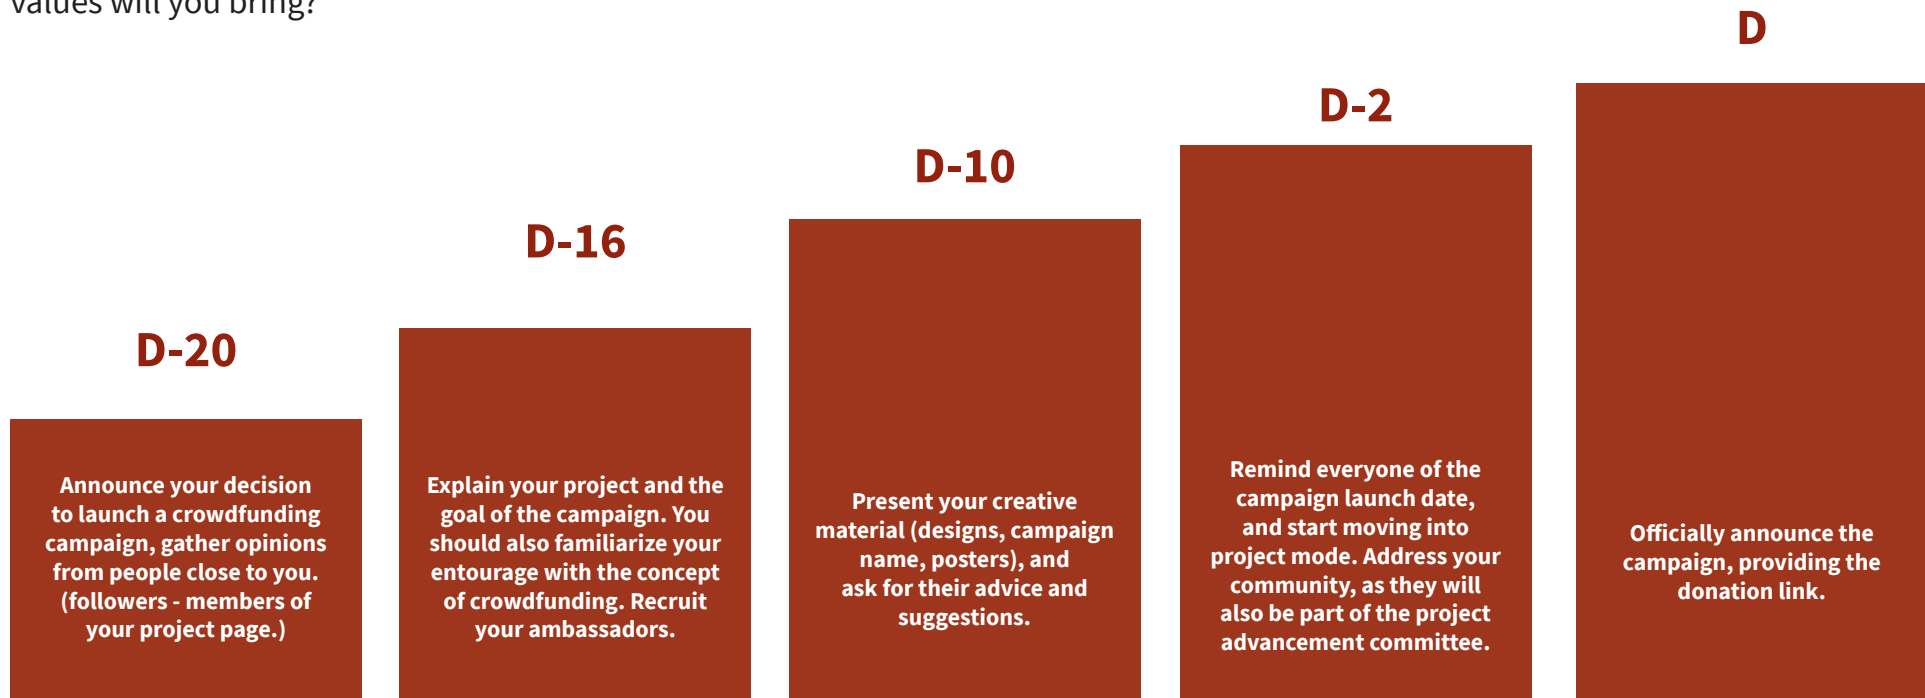 values will you bring?
D-20
Announce your decision
to launch a crowdfunding
campaign, gather opinions
from people close to you.
(followers - members of
your project page.)
D-16
Explain your project and the
goal of the campaign. You
should also familiarize your
entourage with the concept
of crowdfunding. Recruit
your ambassadors.
D-10
Present your creative
material (designs, campaign
name, posters), and
ask for their advice and
suggestions.
D-2
Remind everyone of the
campaign launch date,
and start moving into
project mode. Address your
community, as they will
also be part of the project
advancement committee.
D
Officially announce the
campaign, providing the
donation link.